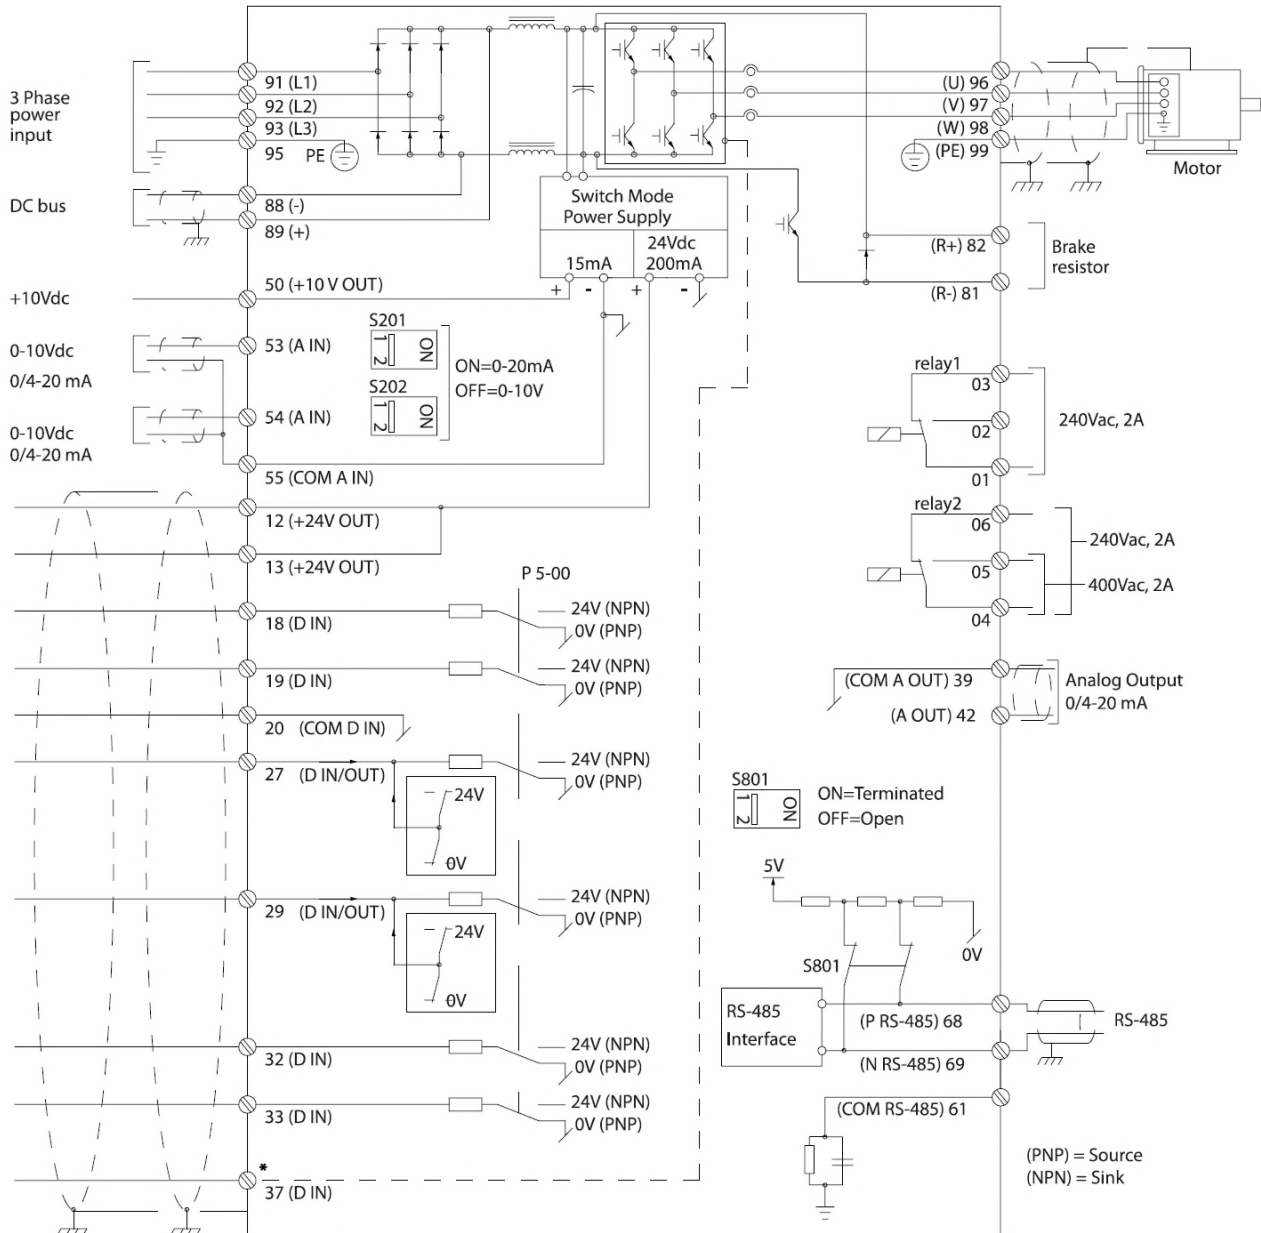 3 Phase
power
input
91 (L1)
92 (L2)
93 (L3)
95
PE
DC bus
88 (-)
89 (+)
+10Vdc
50 (+10 V OUT)
0-10Vdc
0/4-20 mA
53 (A IN)
0-10Vdc
0/4-20 mA
54 (A IN)
55 (COM A IN)
12 (+24V OUT)
13 (+24V OUT)
18 (D IN)
19 (D IN)
20 (COM D IN)
27 (D IN/OUT)
24V
0V
29 (D IN/OUT)
24V
0V
32 (D IN)
33 (D IN)
*
37 (D IN)
S201
1 2
ON
S202
1 2
ON
ON=0-20mA
OFF=0-10V
Switch Mode
Power Supply
15mA
24Vdc
200mA
+ - + -
P 5-00
24V (NPN)
0V (PNP)
24V (NPN)
0V (PNP)
24V (NPN)
0V (PNP)
24V (NPN)
0V (PNP)
24V (NPN)
0V (PNP)
24V (NPN)
0V (PNP)
(U) 96
(V) 97
(W) 98
(PE) 99
Motor
(R+) 82
(R-) 81
Brake
resistor
relay1
03
02
01
240Vac, 2A
relay2
06
05
04
240Vac, 2A
400Vac, 2A
(COM A OUT) 39
(A OUT) 42
Analog Output
0/4-20 mA
S801
1 2
ON
ON=Terminated
OFF=Open
5V
0V
S801
RS-485
Interface
(P RS-485) 68
(N RS-485) 69
RS-485
(COM RS-485) 61
(PNP) = Source
(NPN) = Sink